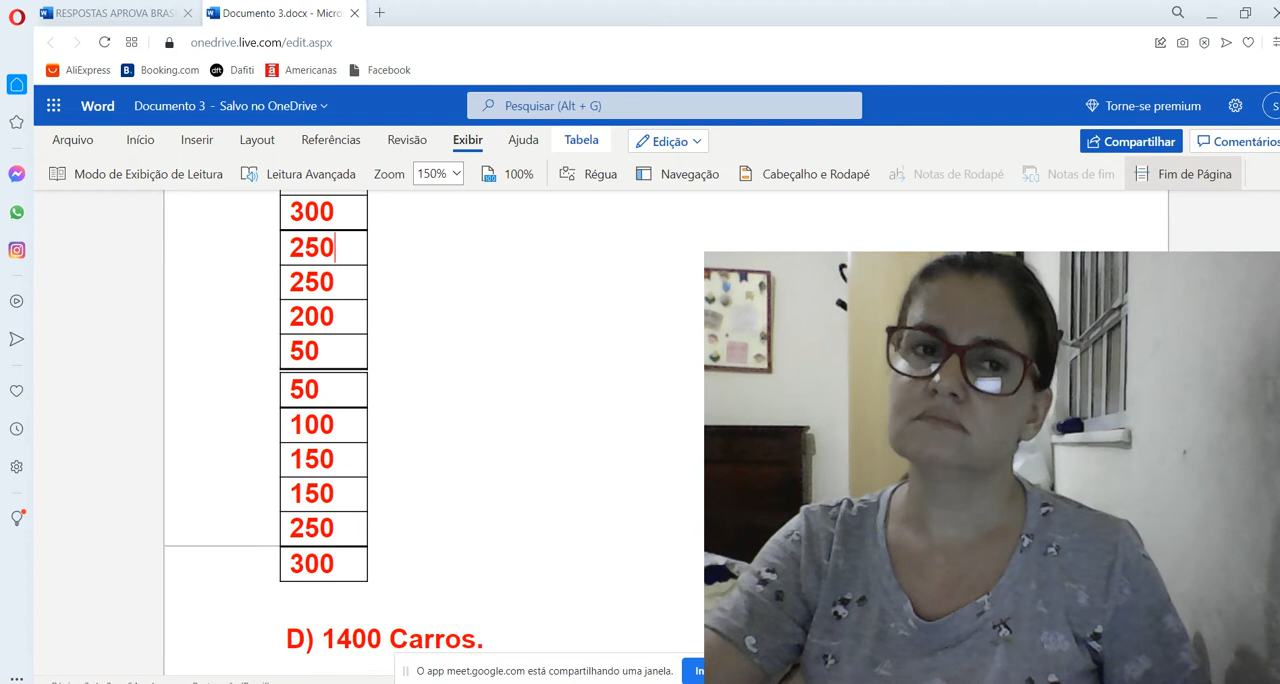 RESPOSTAS APROVA BRAS
Documento 3.docx - Micro
onedrive.live.com/edit.aspx
AliExpress
B. Booking.com
dft Dafiti
a Americanas
Facebook
Word
Documento 3 - Salvo no OneDrive
Pesquisar (Alt + G)
Torne-se premium
S
Arquivo
Início
Inserir
Layout
Referências
Revisão
Exibir
Ajuda
Tabela
Edição
Compartilhar
Comentários
Modo de Exibição de Leitura
Leitura Avançada
Zoom
150%
100%
Régua
Navegação
Cabeçalho e Rodapé
Notas de Rodapé
Notas de fim
Fim de Página
300
250
250
200
50
50
100
150
150
250
300
D) 1400 Carros.
O app meet.google.com está compartilhando uma janela.
In